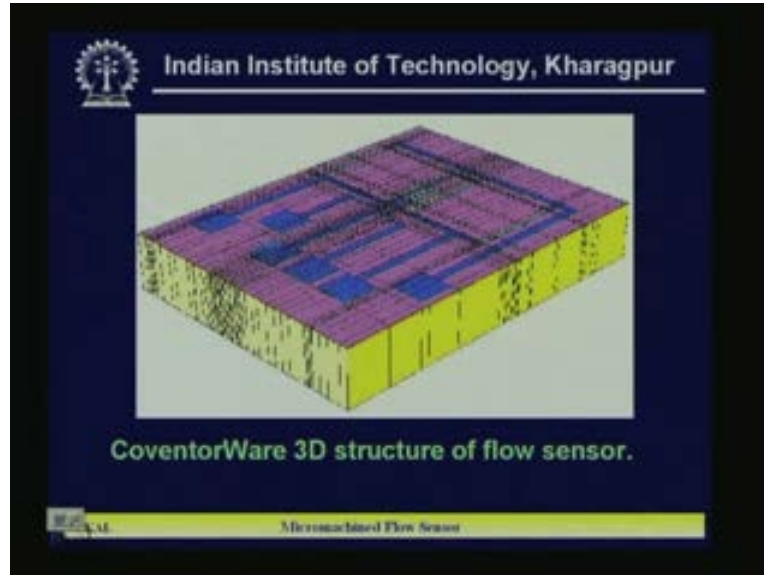 Indian Institute of Technology, Kharagpur
CoventorWare 3D structure of flow sensor.
Micromachined Flow Sensor